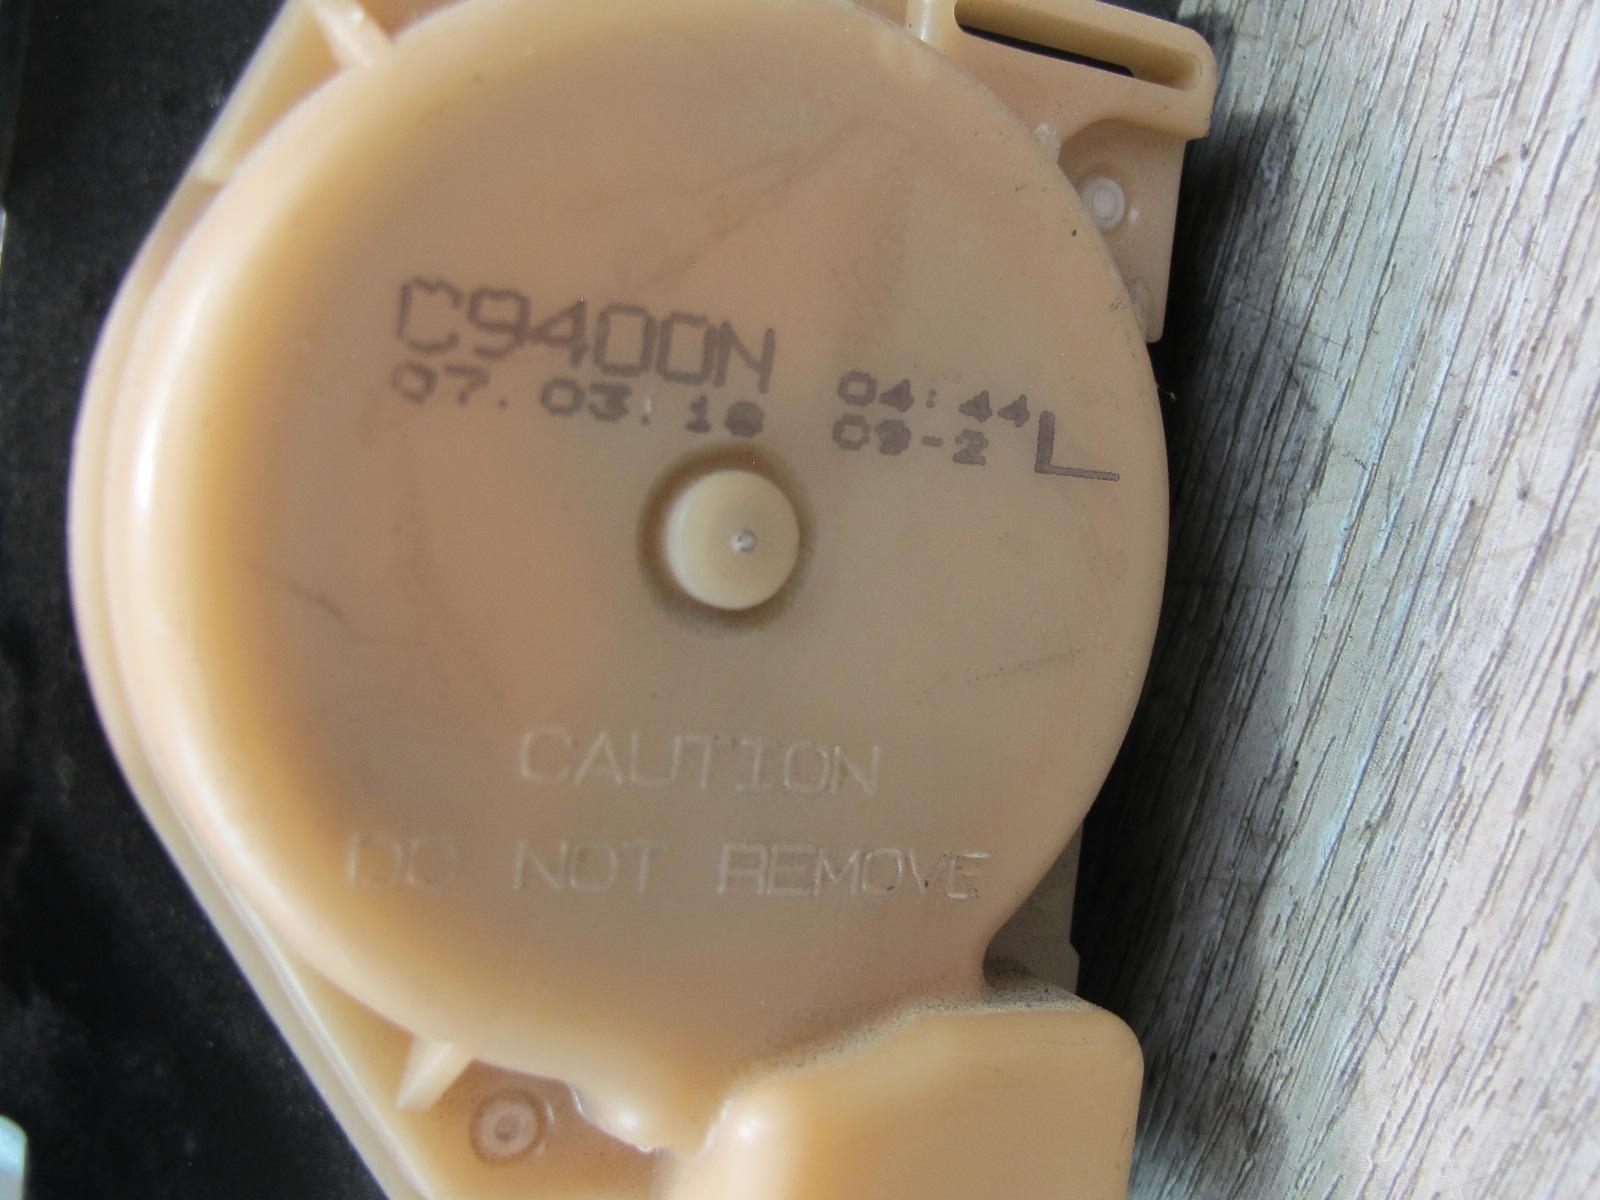 C9400N
07.03.18 04:44
09-2 L
CAUTION
DO NOT REMOVE